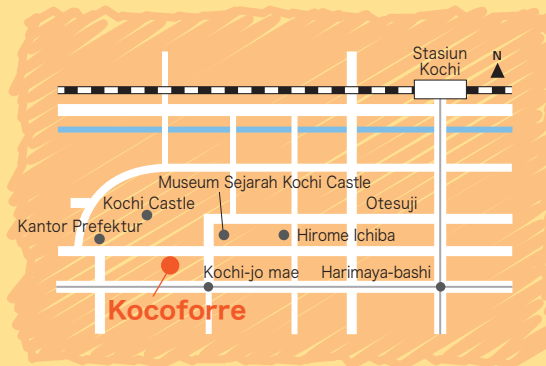 Stasiun
Kochi
N
Museum Sejarah Kochi Castle
Kochi Castle
Otesuji
Kantor Prefektur
Hirome Ichiba
Kochi-jo mae
Harimaya-bashi
Kocoforre